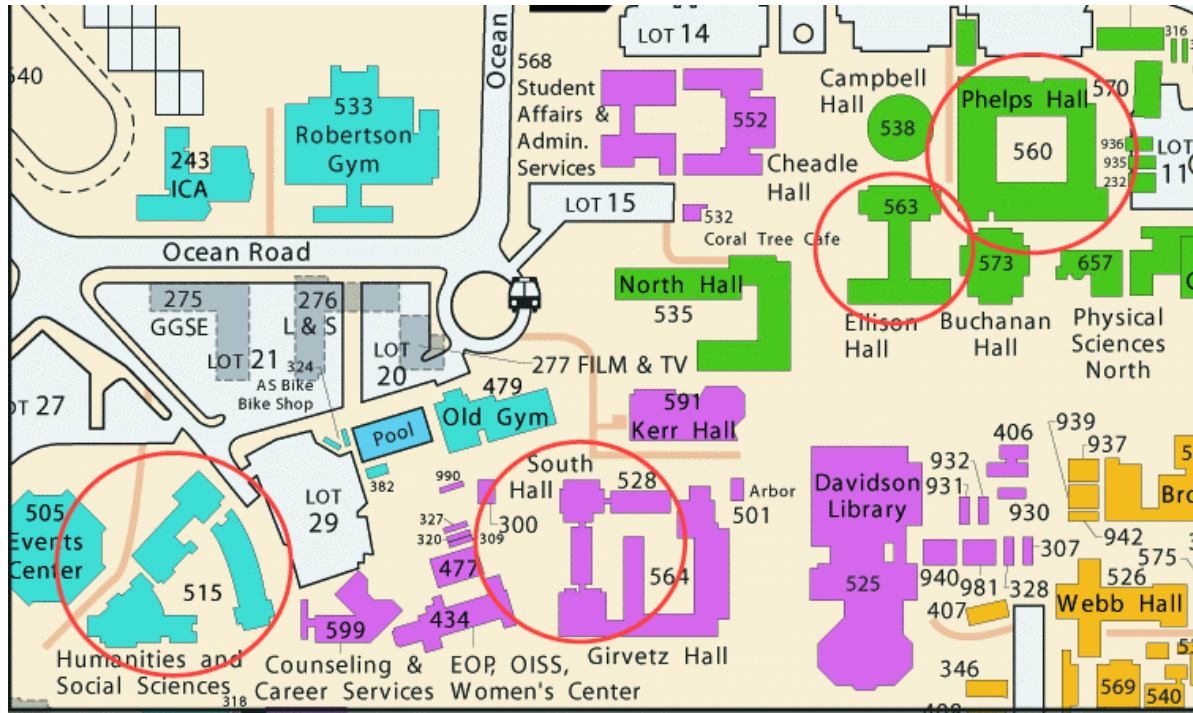 LOT 14
316
Ocean
568
Student
Affairs &
Admin.
Services
552
Cheadle
Hall
Campbell
Hall
538
Phelps Hall
560
570
936
935
232
LOT
11
540
533
Robertson
Gym
243
ICA
LOT 15
532
Coral Tree Cafe
563
Ellison
Hall
573
Buchanan
Hall
657
Physical
Sciences
North
Ocean Road
North Hall
535
275
GGSE
276
L & S
LOT 21
324
AS Bike
Bike Shop
LOT
20
277 FILM & TV
OT 27
479
Old Gym
Pool
382
591
Kerr Hall
LOT
29
South
Hall
528
990
300
327
320
309
477
Arbor
501
564
Girvetz Hall
434
EOP, OISS,
Women's Center
599
Counseling &
Career Services
505
Events
Center
515
Humanities and
Social Sciences
318
Davidson
Library
525
406
932
931
930
939
937
942
Bro
940
981
328
307
575
526
Webb Hall
407
346
569
540